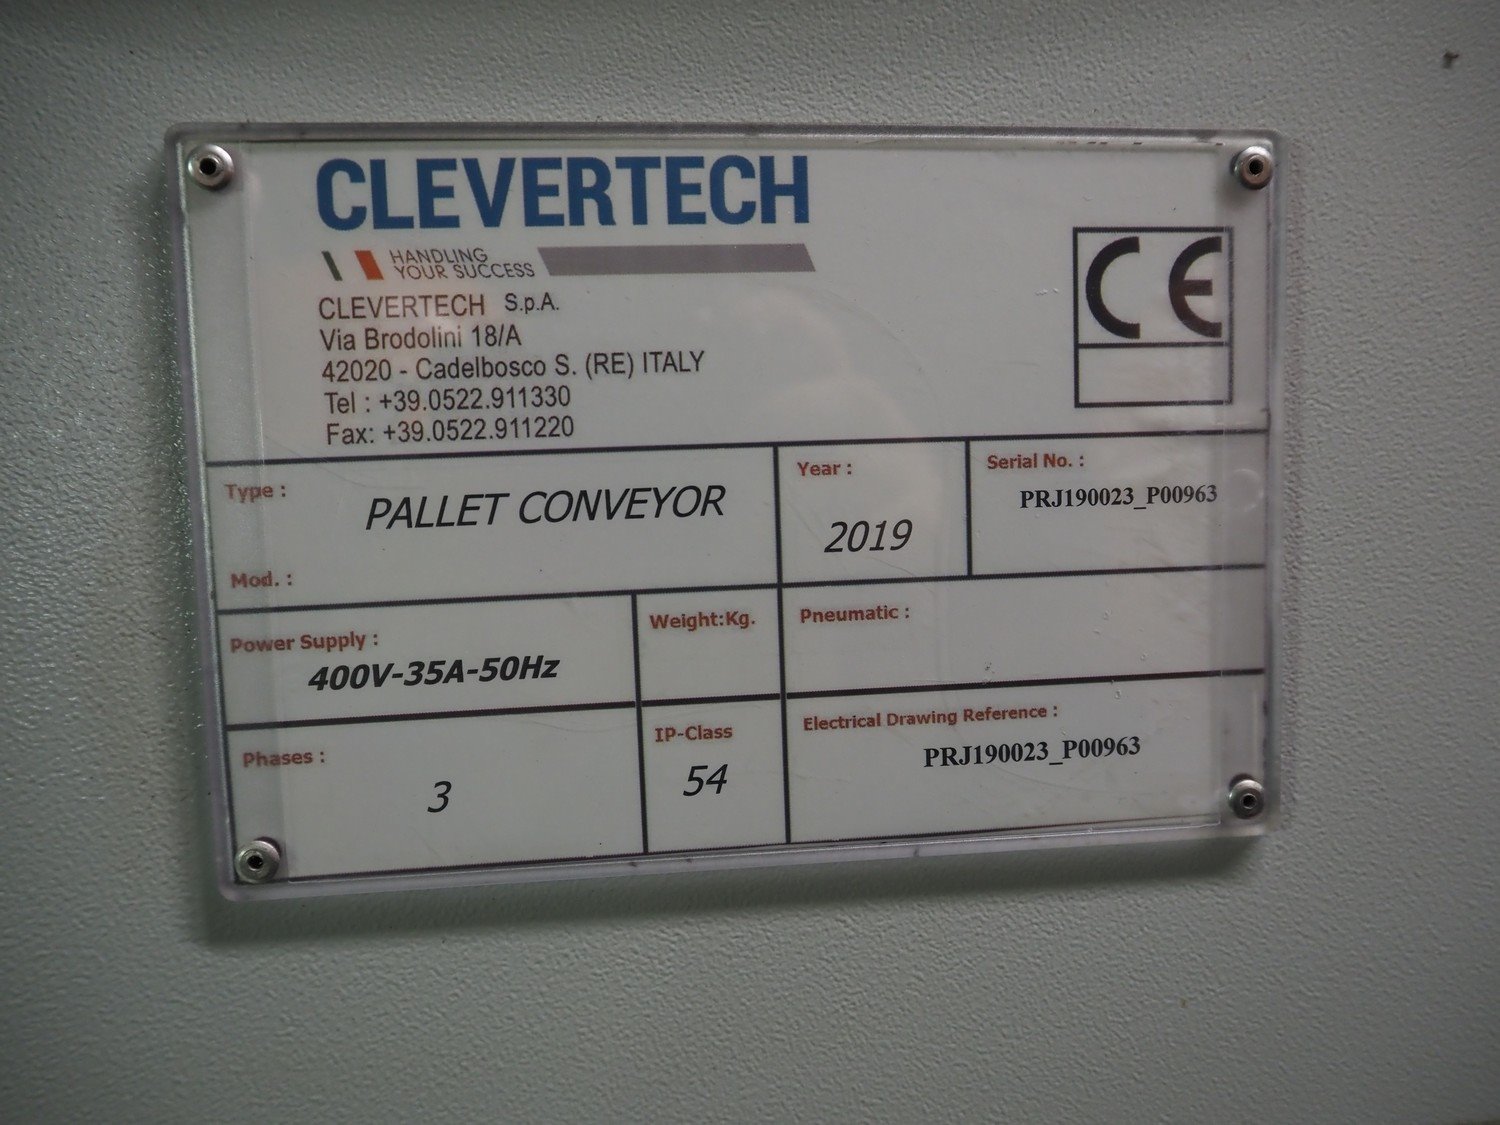 CLEVERTECH
HANDLING
YOUR SUCCESS
CLEVERTECH S.p.A.
Via Brodolini 18/A
42020 - Cadelbosco S. (RE) ITALY
Tel : +39.0522.911330
Fax: +39.0522.911220
CE
Type :
PALLET CONVEYOR
Mod. :
Year :
2019
Serial No. :
PRJ190023_P00963
Power Supply :
400V-35A-50Hz
Weight:Kg.
Pneumatic :
Phases :
3
IP-Class
54
Electrical Drawing Reference :
PRJ190023_P00963